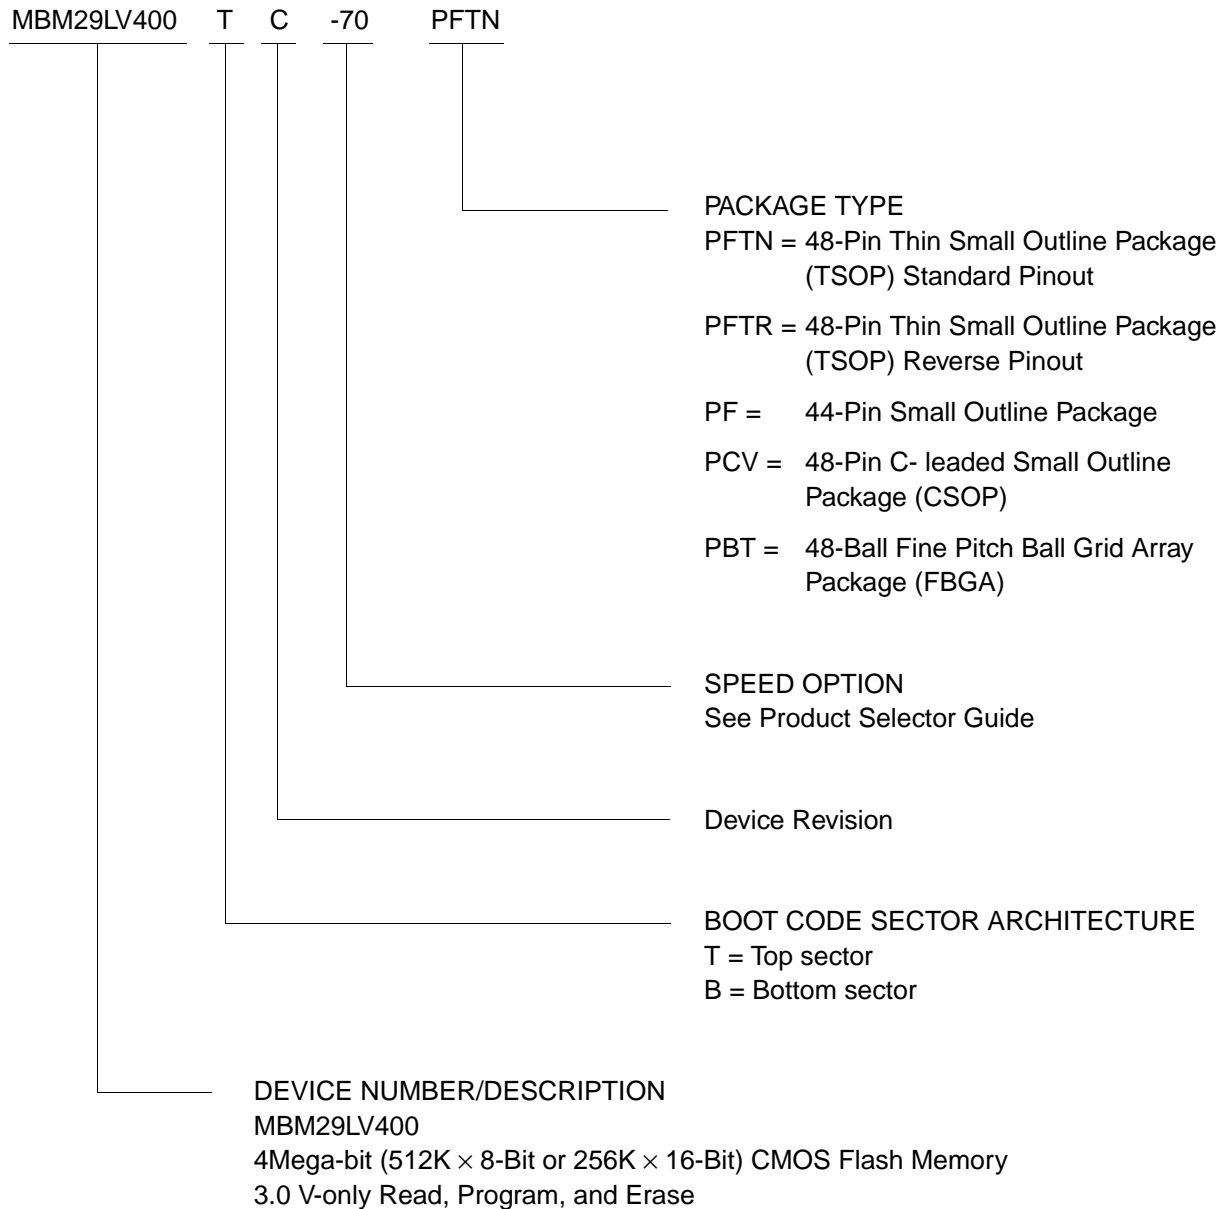 MBM29LV400 T C -70 PFTN
PACKAGE TYPE
PFTN = 48-Pin Thin Small Outline Package
(TSOP) Standard Pinout
PFTR = 48-Pin Thin Small Outline Package
(TSOP) Reverse Pinout
PF = 44-Pin Small Outline Package
PCV = 48-Pin C- leaded Small Outline
Package (CSOP)
PBT = 48-Ball Fine Pitch Ball Grid Array
Package (FBGA)
SPEED OPTION
See Product Selector Guide
Device Revision
BOOT CODE SECTOR ARCHITECTURE
T = Top sector
B = Bottom sector
DEVICE NUMBER/DESCRIPTION
MBM29LV400
4Mega-bit (512K × 8-Bit or 256K × 16-Bit) CMOS Flash Memory
3.0 V-only Read, Program, and Erase